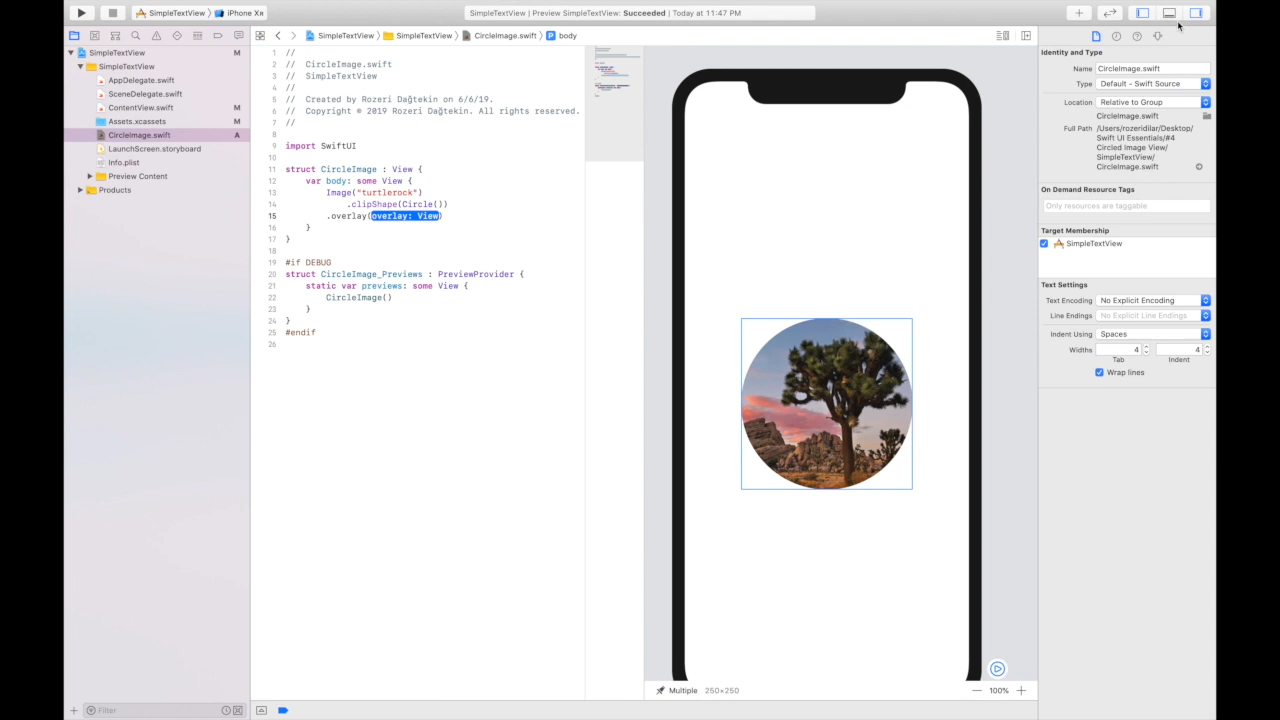 SimpleTextView
iPhone Xʀ
SimpleTextView | Preview SimpleTextView: Succeeded | Today at 11:47 PM
SimpleTextView
SimpleTextView
CircleImage.swift
P
body
SimpleTextView M
SimpleTextView
AppDelegate.swift
SceneDelegate.swift
ContentView.swift M
Assets.xcassets M
CircleImage.swift A
LaunchScreen.storyboard
Info.plist
Preview Content
Products
Filter
1 //
2 //  CircleImage.swift
3 //  SimpleTextView
4 //
5 //  Created by Rozeri Dağtekin on 6/6/19.
6 //  Copyright © 2019 Rozeri Dağtekin. All rights reserved.
7 //
8
9 import SwiftUI
10
11 struct CircleImage : View {
12     var body: some View {
13         Image("turtlerock")
14             .clipShape(Circle())
15         .overlay(overlay: View)
16     }
17 }
18
19 #if DEBUG
20 struct CircleImage_Previews : PreviewProvider {
21     static var previews: some View {
22         CircleImage()
23     }
24 }
25 #endif
26
Multiple 250×250
100%
Identity and Type
Name CircleImage.swift
Type Default - Swift Source
Location Relative to Group
CircleImage.swift
Full Path /Users/rozeridilar/Desktop/
Swift UI Essentials/#4
Circled Image View/
SimpleTextView/
CircleImage.swift
On Demand Resource Tags
Only resources are taggable
Target Membership
SimpleTextView
Text Settings
Text Encoding No Explicit Encoding
Line Endings No Explicit Line Endings
Indent Using Spaces
Widths 4 4
Tab Indent
Wrap lines